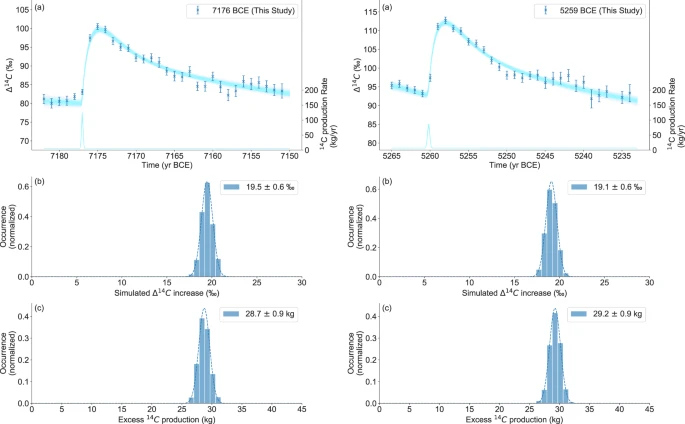 (a)
7176 BCE (This Study)
Δ¹⁴C (‰)
105
100
95
90
85
80
75
70
200
150
100
50
0
¹⁴C production Rate
(kg/yr)
7180 7175 7170 7165 7160 7155 7150
Time (yr BCE)
(a)
5259 BCE (This Study)
Δ¹⁴C (‰)
115
110
105
100
95
90
85
80
200
150
100
50
0
¹⁴C production Rate
(kg/yr)
5265 5260 5255 5250 5245 5240 5235
Time (yr BCE)
(b)
19.5 ± 0.6 ‰
Occurrence
(normalized)
0.6
0.4
0.2
0.0
0 5 10 15 20 25 30
Simulated Δ¹⁴C increase (‰)
(b)
19.1 ± 0.6 ‰
Occurrence
(normalized)
0.6
0.4
0.2
0.0
0 5 10 15 20 25 30
Simulated Δ¹⁴C increase (‰)
(c)
28.7 ± 0.9 kg
Occurrence
(normalized)
0.4
0.3
0.2
0.1
0.0
0 5 10 15 20 25 30 35 40 45
Excess ¹⁴C production (kg)
(c)
29.2 ± 0.9 kg
Occurrence
(normalized)
0.4
0.3
0.2
0.1
0.0
0 5 10 15 20 25 30 35 40 45
Excess ¹⁴C production (kg)